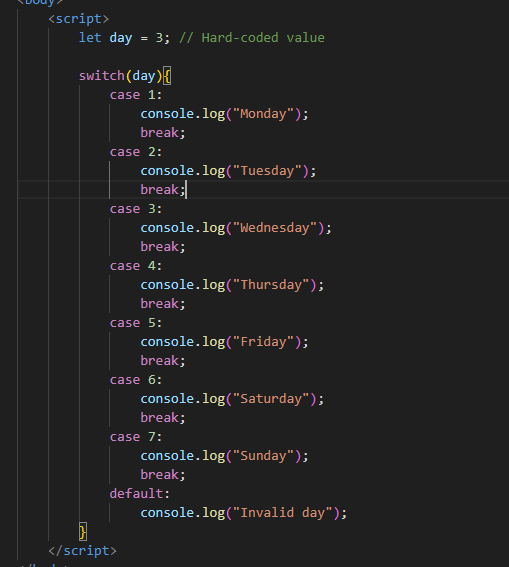 <body>
<script>
let day = 3; // Hard-coded value
switch(day){
case 1:
console.log("Monday");
break;
case 2:
console.log("Tuesday");
break;
case 3:
console.log("Wednesday");
break;
case 4:
console.log("Thursday");
break;
case 5:
console.log("Friday");
break;
case 6:
console.log("Saturday");
break;
case 7:
console.log("Sunday");
break;
default:
console.log("Invalid day");
}
</script>